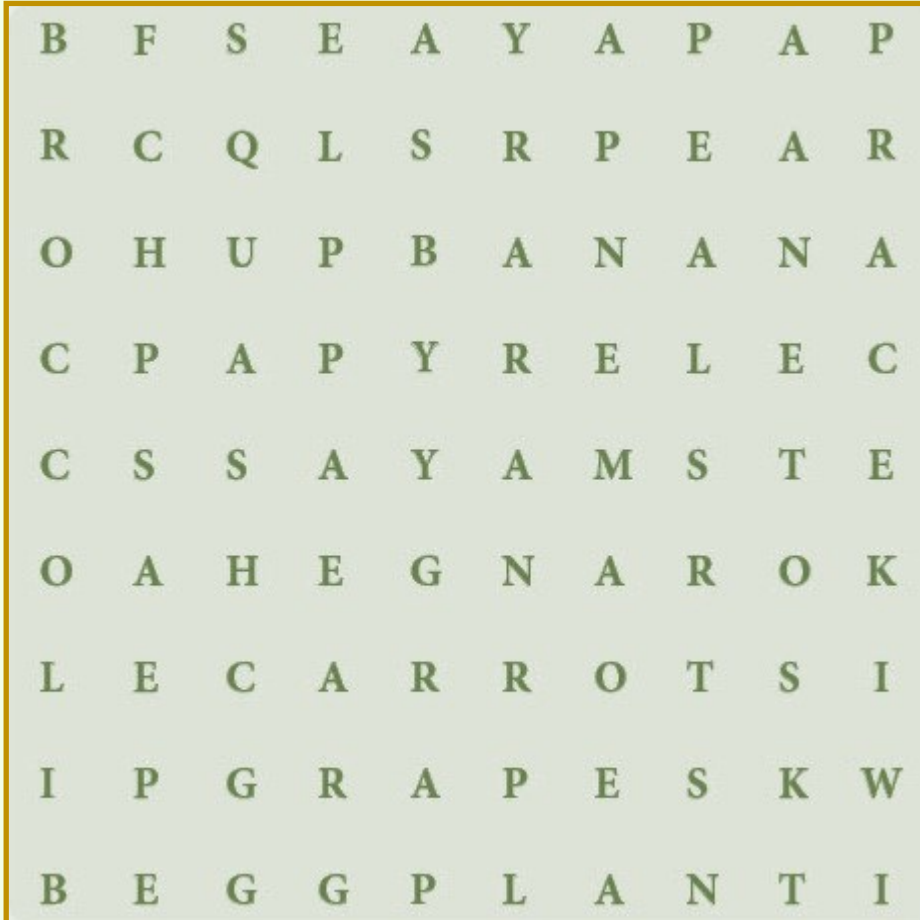 B F S E A Y A P A P
R C Q L S R P E A R
O H U P B A N A N A
C P A P Y R E L E C
C S S A Y A M S T E
O A H E G N A R O K
L E C A R R O T S I
I P G R A P E S K W
B E G G P L A N T I